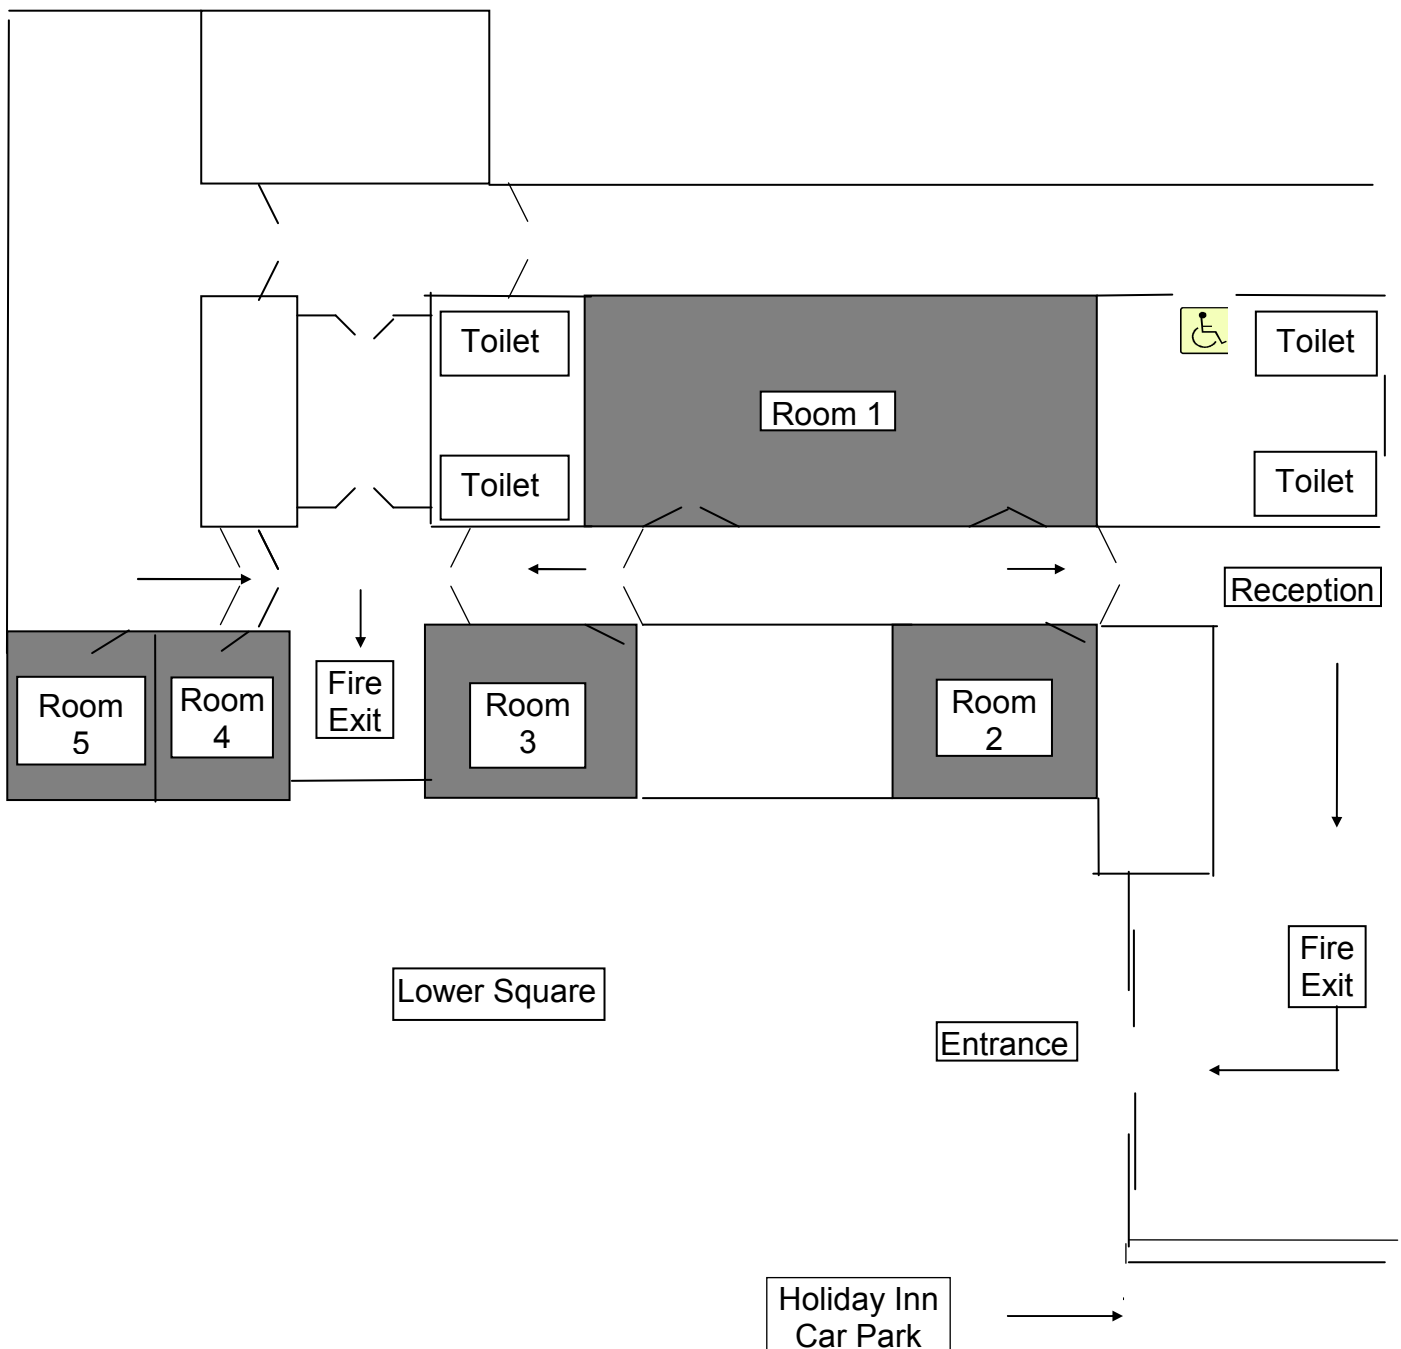 Toilet
Toilet
Room 1
Toilet
Toilet
Reception
Room
5
Room
4
Fire
Exit
Room
3
Room
2
Fire
Exit
Lower Square
Entrance
Holiday Inn
Car Park